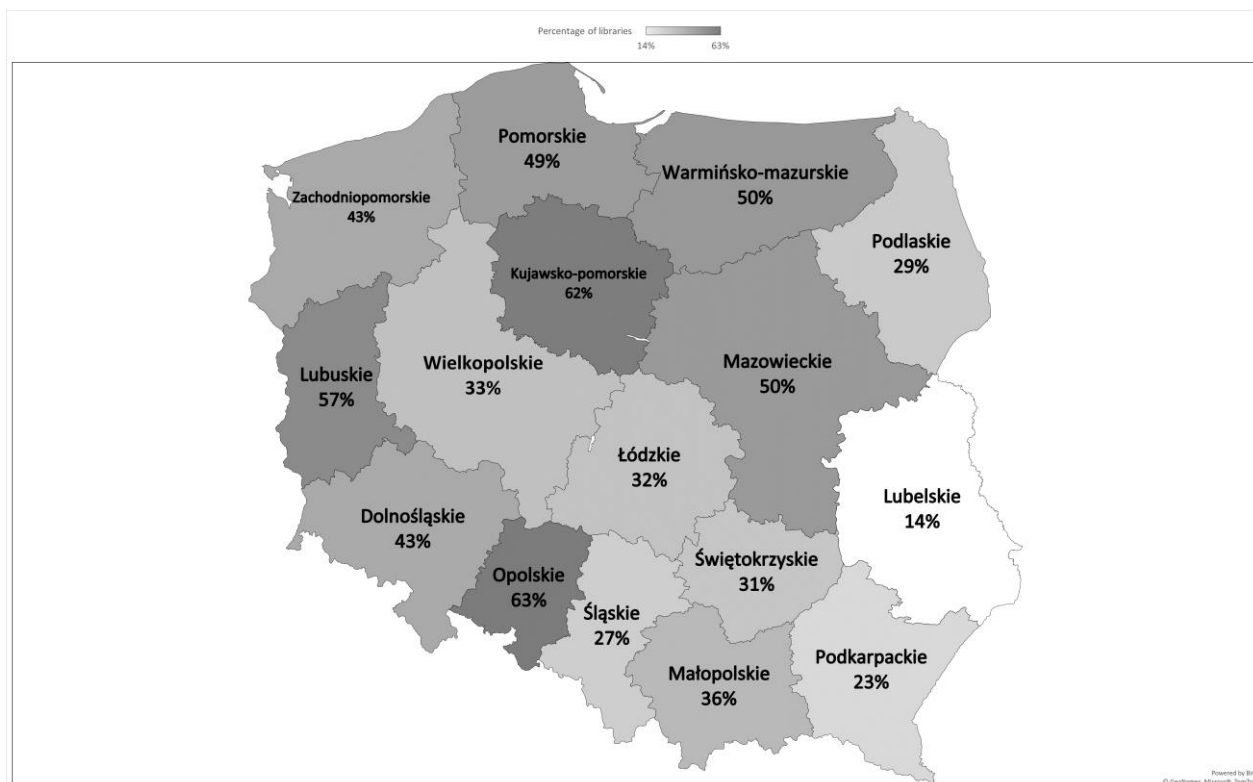 Percentage of libraries
14% 63%
Pomorskie
49%
Warmińsko-mazurskie
50%
Zachodniopomorskie
43%
Podlaskie
29%
Kujawsko-pomorskie
62%
Wielkopolskie
33%
Mazowieckie
50%
Lubuskie
57%
Łódzkie
32%
Lubelskie
14%
Dolnośląskie
43%
Świętokrzyskie
31%
Opolskie
63%
Śląskie
27%
Podkarpackie
23%
Małopolskie
36%
Powered by
© GeoNames, Microsoft,